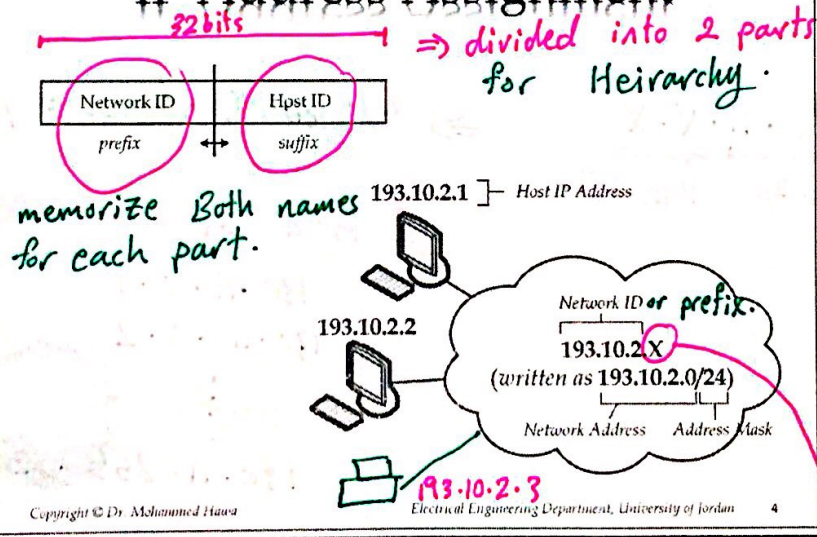 IP Address Assignment
32 bits
⇒ divided into 2 parts
for Heirarchy.
Network ID
Host ID
prefix
suffix
memorize Both names
for each part.
193.10.2.1
Host IP Address
193.10.2.2
Network ID or prefix.
193.10.2.X
(written as 193.10.2.0/24)
Network Address
Address Mask
193.10.2.3
Copyright © Dr. Mohammed Hawa
Electrical Engineering Department, University of Jordan
4